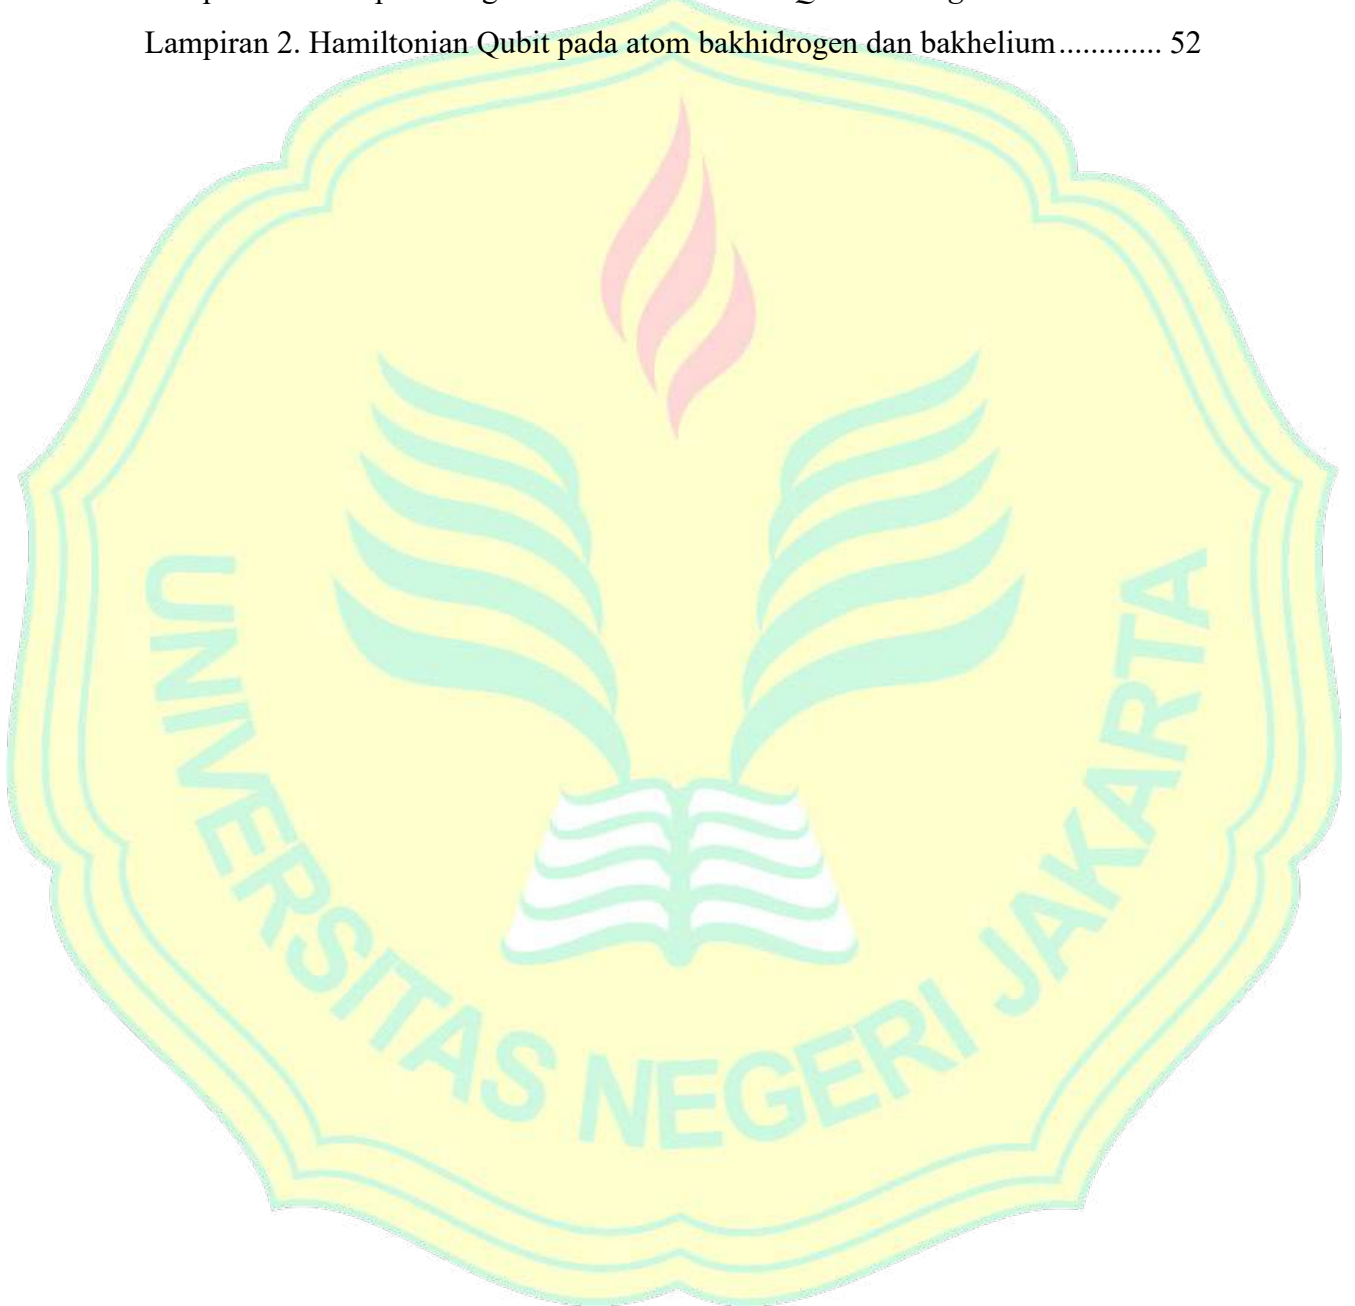 Lampiran 2. Hamiltonian Qubit pada atom bakhidrogen dan bakhelium............. 52
UNIVERSITAS NEGERI JAKARTA